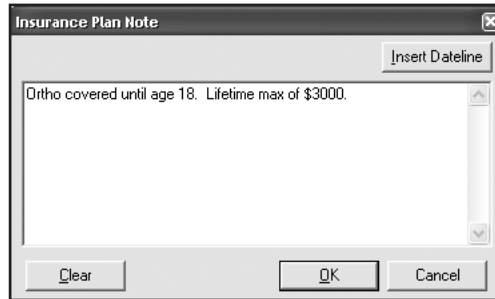 Insurance Plan Note
Insert Dateline
Ortho covered until age 18.  Lifetime max of $3000.
Clear OK Cancel